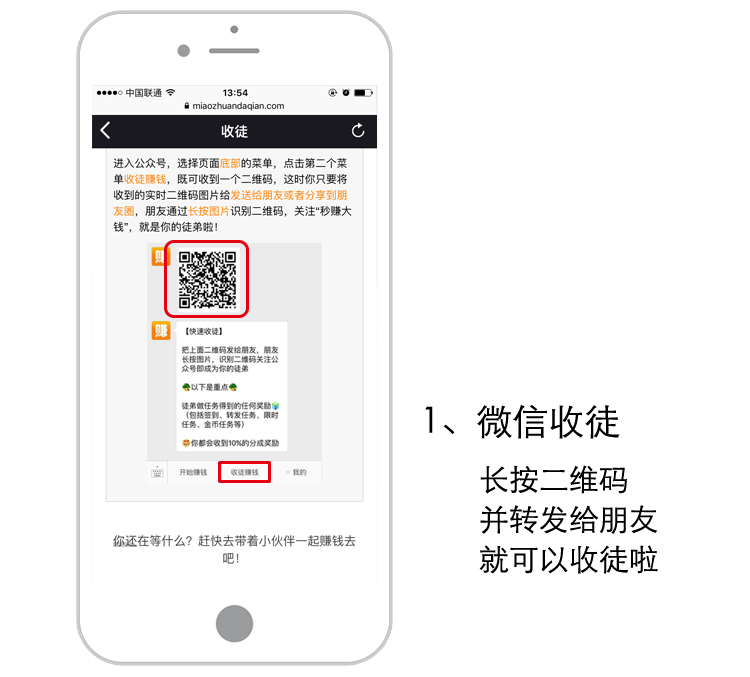 中国联通
13:54
miaozhuandaqian.com
收徒
进入公众号，选择页面底部的菜单，点击第二个菜
单收徒赚钱，既可收到一个二维码，这时你只要将
收到的实时二维码图片给发送给朋友或者分享到朋
友圈，朋友通过长按图片识别二维码，关注“秒赚大
钱”，就是你的徒弟啦！
赚
赚
【快速收徒】
把上面二维码发给朋友，朋友
长按图片，识别二维码关注公
众号即成为你的徒弟
以下是重点
徒弟做任务得到的任何奖励
（包括签到、转发任务、限时
任务、金币任务等）
你都会收到10%的分成奖励
开始赚钱
收徒赚钱
我的
你还在等什么？赶快去带着小伙伴一起赚钱去
吧！
1、微信收徒
长按二维码
并转发给朋友
就可以收徒啦